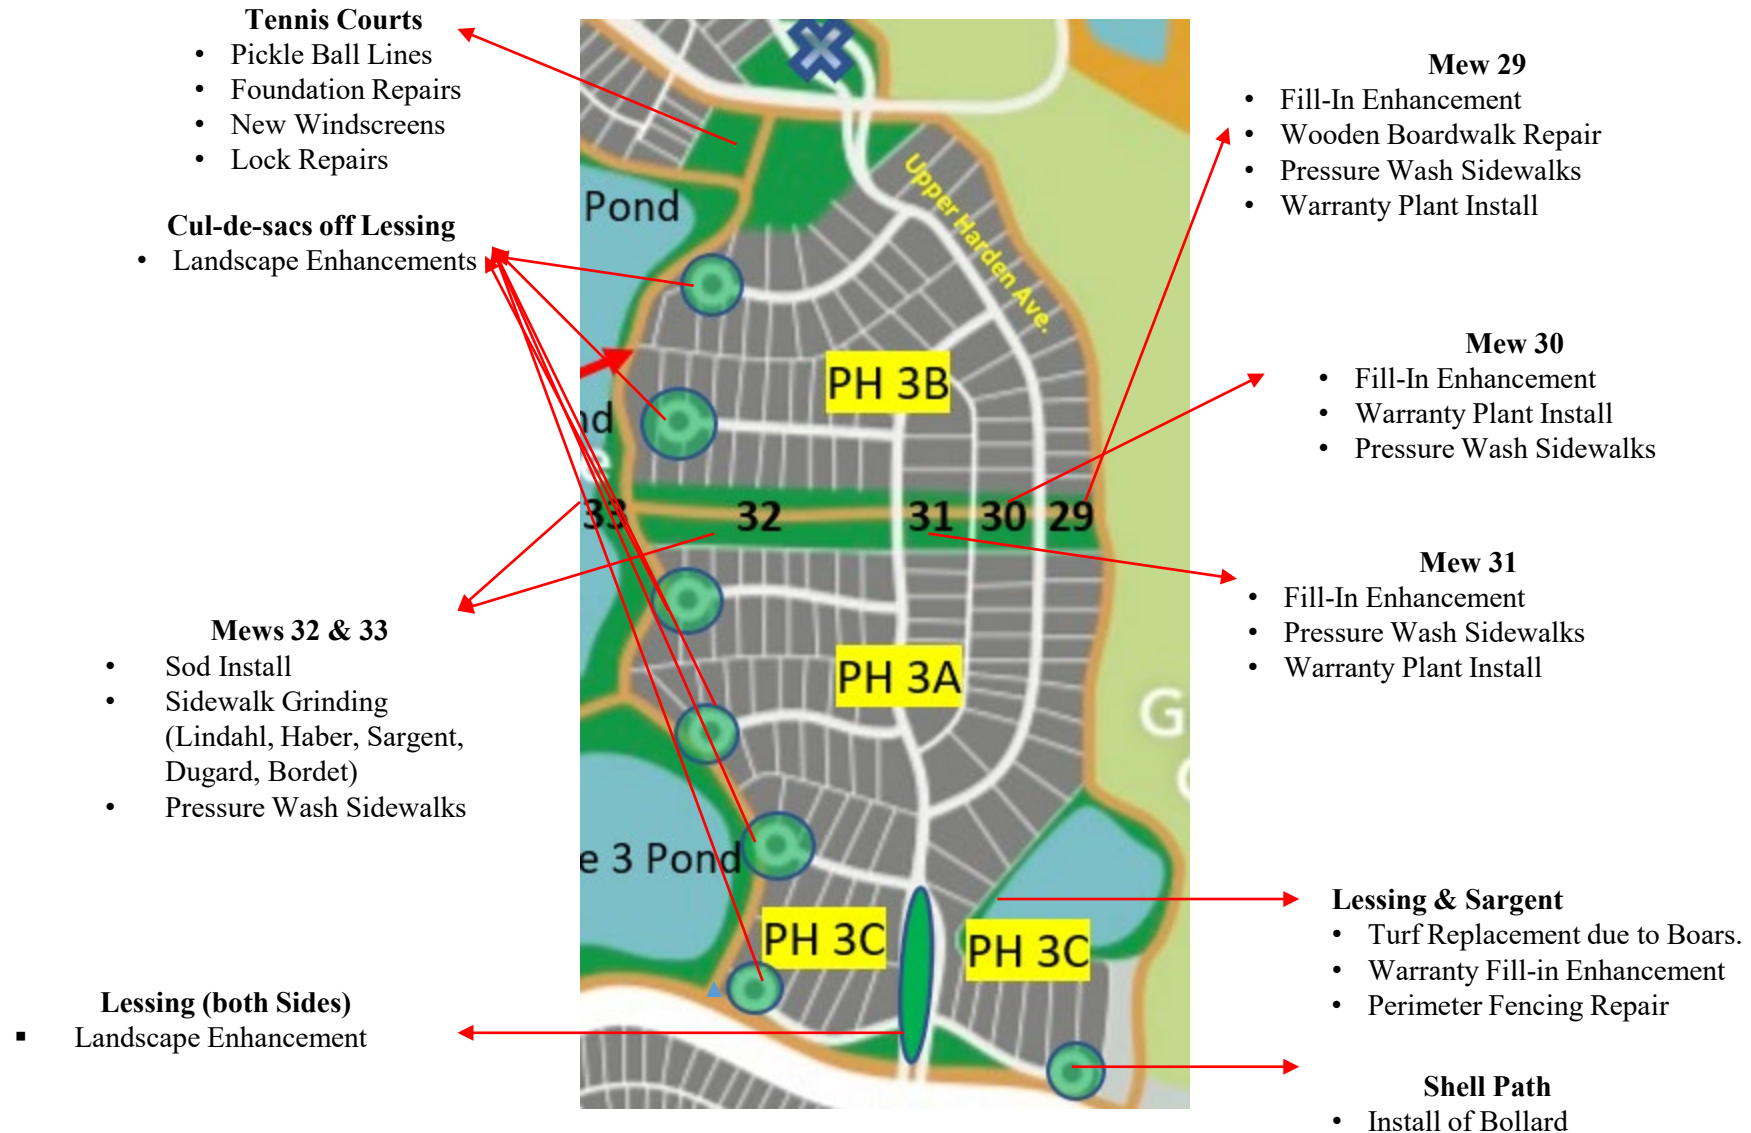 Tennis Courts
• Pickle Ball Lines
• Foundation Repairs
• New Windscreens
• Lock Repairs
Cul-de-sacs off Lessing
• Landscape Enhancements
Mews 32 & 33
• Sod Install
• Sidewalk Grinding
(Lindahl, Haber, Sargent,
Dugard, Bordet)
• Pressure Wash Sidewalks
Lessing (both Sides)
▪ Landscape Enhancement
Pond
Upper Harden Ave.
PH 3B
nd
e
33 32 31 30 29
PH 3A
G
e 3 Pond
PH 3C
PH 3C
Mew 29
• Fill-In Enhancement
• Wooden Boardwalk Repair
• Pressure Wash Sidewalks
• Warranty Plant Install
Mew 30
• Fill-In Enhancement
• Warranty Plant Install
• Pressure Wash Sidewalks
Mew 31
• Fill-In Enhancement
• Pressure Wash Sidewalks
• Warranty Plant Install
Lessing & Sargent
• Turf Replacement due to Boars.
• Warranty Fill-in Enhancement
• Perimeter Fencing Repair
Shell Path
• Install of Bollard